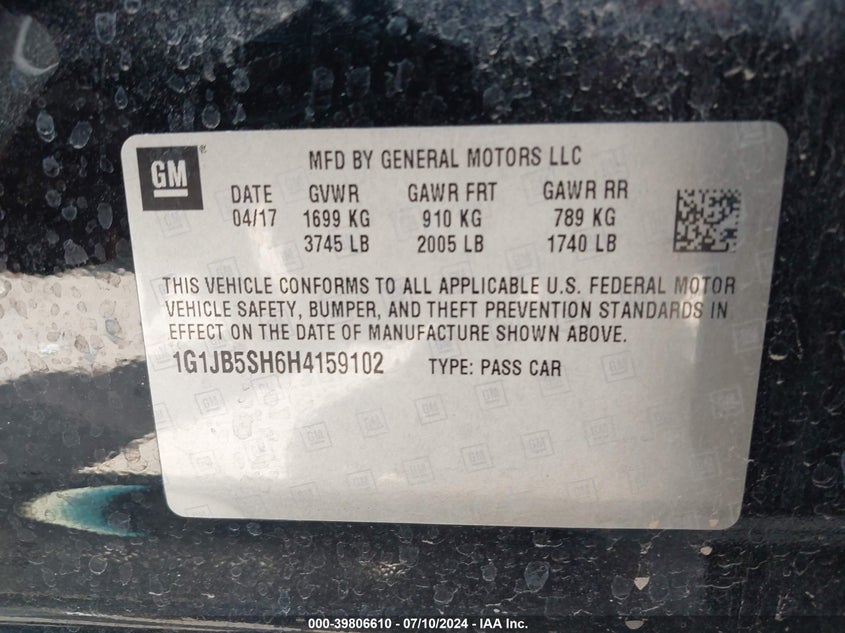 GM
MFD BY GENERAL MOTORS LLC
DATE GVWR GAWR FRT GAWR RR
04/17 1699 KG 910 KG 789 KG
3745 LB 2005 LB 1740 LB
THIS VEHICLE CONFORMS TO ALL APPLICABLE U.S. FEDERAL MOTOR
VEHICLE SAFETY, BUMPER, AND THEFT PREVENTION STANDARDS IN
EFFECT ON THE DATE OF MANUFACTURE SHOWN ABOVE.
1G1JB5SH6H4159102 TYPE: PASS CAR
000-39806610 / 07/10/2024 - IAA Inc.